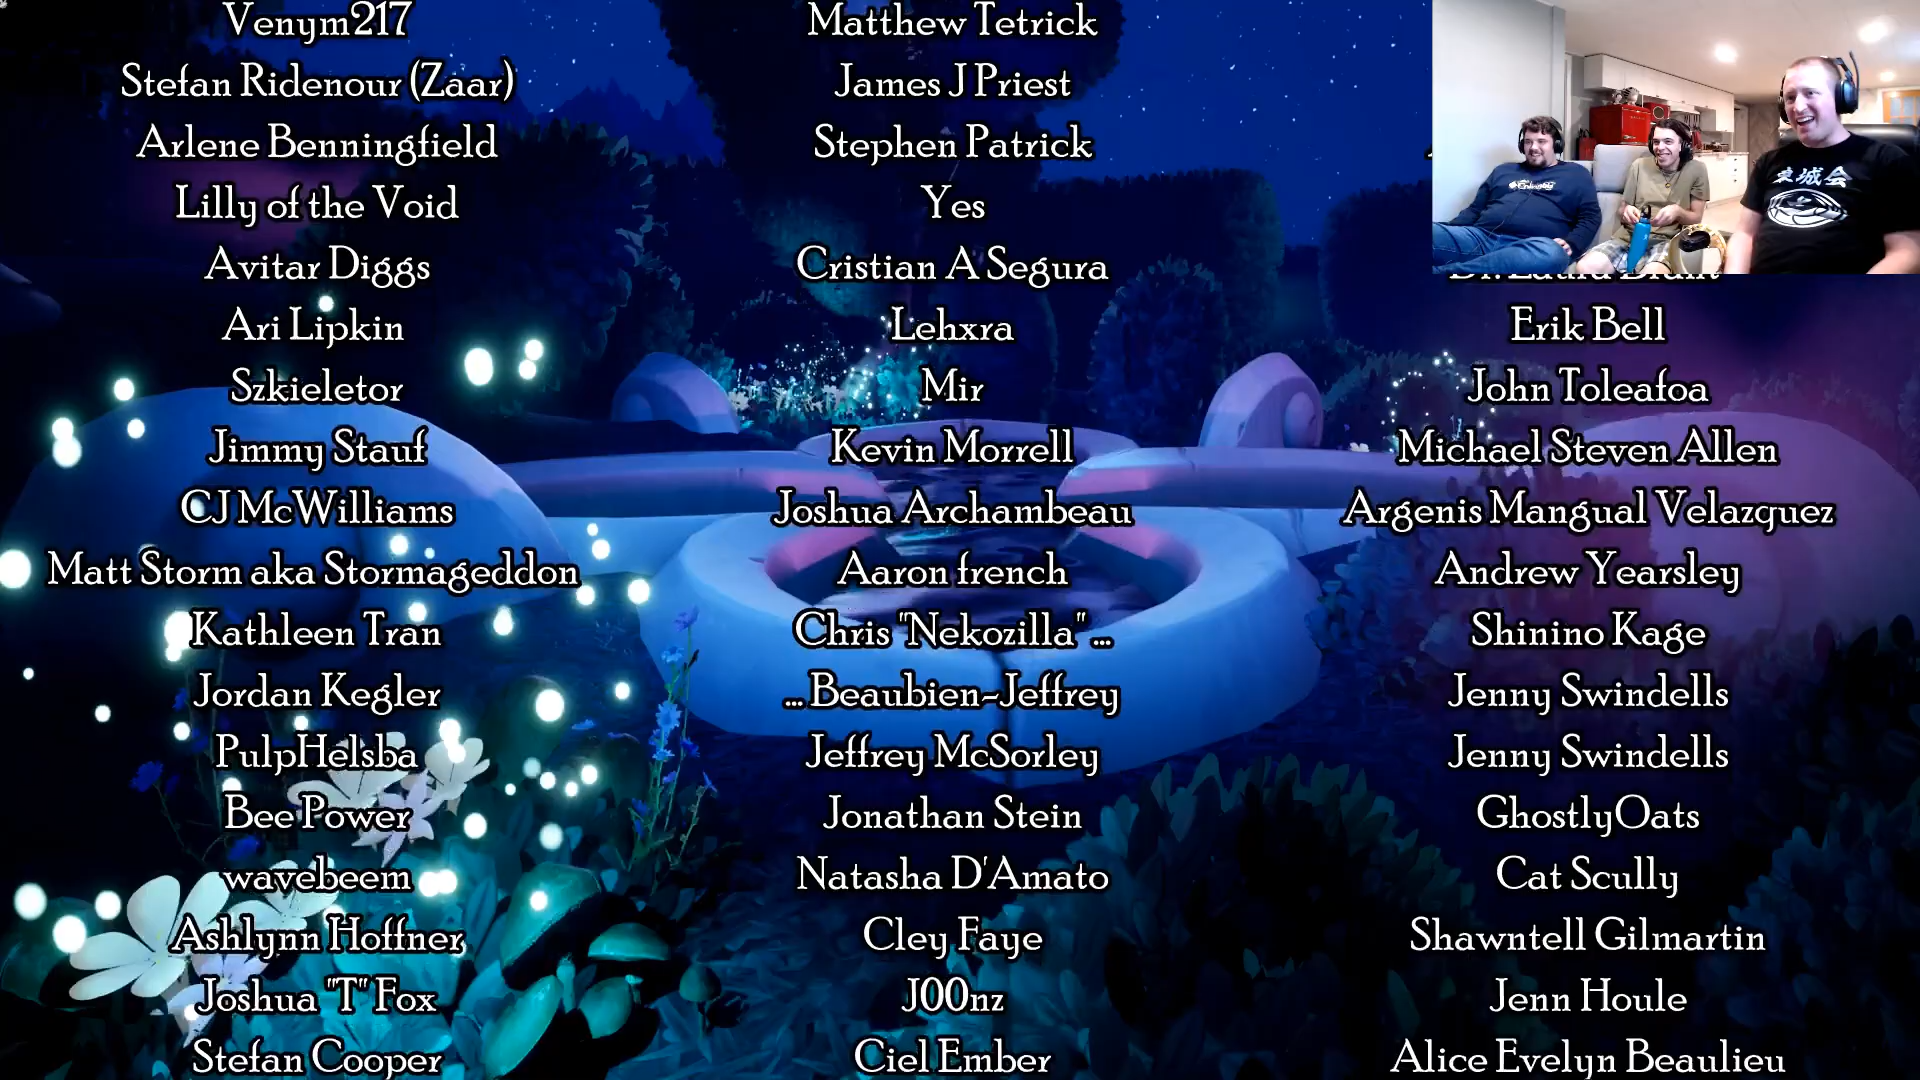 Venym217
Stefan Ridenour (Zaar)
Arlene Benningfield
Lilly of the Void
Avitar Diggs
Ari Lipkin
Szkieletor
Jimmy Stauf
CJ McWilliams
Matt Storm aka Stormageddon
Kathleen Tran
Jordan Kegler
PulpHelsba
Bee Power
wavebeem
Ashlynn Hoffner
Joshua "T" Fox
Stefan Cooper
Matthew Tetrick
James J Priest
Stephen Patrick
Yes
Cristian A Segura
Lehxra
Mir
Kevin Morrell
Joshua Archambeau
Aaron french
Chris "Nekozilla" ...
... Beaubien-Jeffrey
Jeffrey McSorley
Jonathan Stein
Natasha D'Amato
Cley Faye
J00nz
Ciel Ember
Erik Bell
John Toleafoa
Michael Steven Allen
Argenis Mangual Velazquez
Andrew Yearsley
Shinino Kage
Jenny Swindells
Jenny Swindells
GhostlyOats
Cat Scully
Shawntell Gilmartin
Jenn Houle
Alice Evelyn Beaulieu